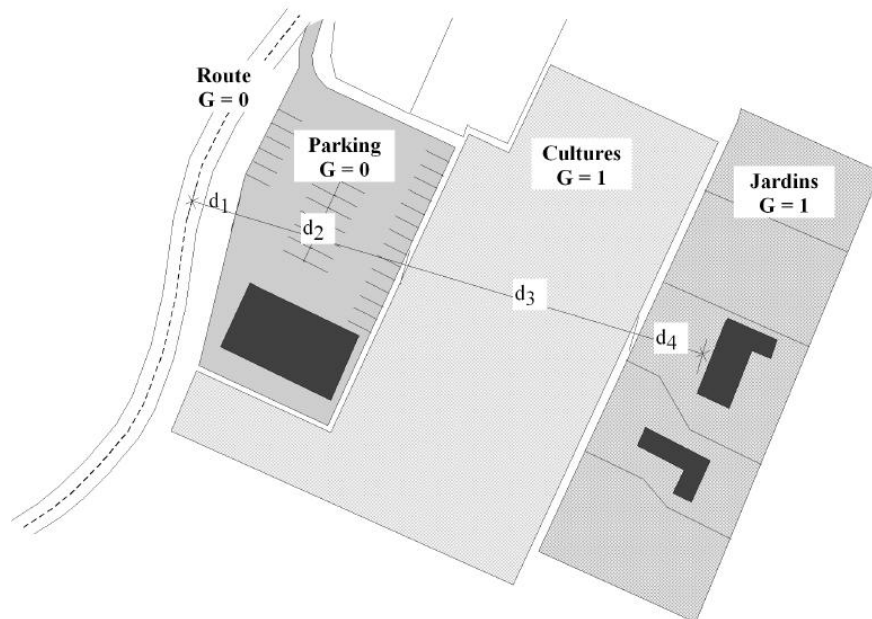 Route
G = 0
Parking
G = 0
Cultures
G = 1
Jardins
G = 1
d1
d2
d3
d4